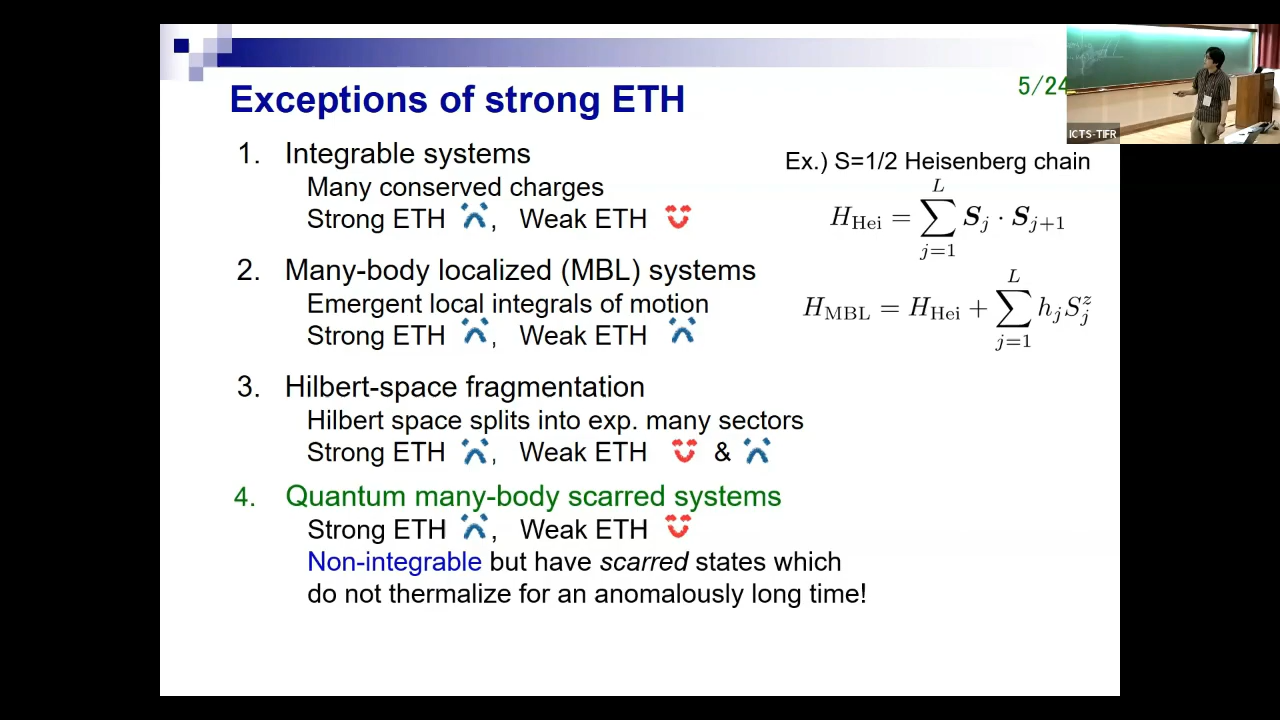 Exceptions of strong ETH
5/24
ICTS-TIFR
1. Integrable systems
Many conserved charges
Strong ETH , Weak ETH
Ex.) S=1/2 Heisenberg chain
H_Hei = ∑_{j=1}^{L} S_j · S_{j+1}
2. Many-body localized (MBL) systems
Emergent local integrals of motion
Strong ETH , Weak ETH
H_MBL = H_Hei + ∑_{j=1}^{L} h_j S_j^z
3. Hilbert-space fragmentation
Hilbert space splits into exp. many sectors
Strong ETH , Weak ETH &
4. Quantum many-body scarred systems
Strong ETH , Weak ETH
Non-integrable but have scarred states which
do not thermalize for an anomalously long time!